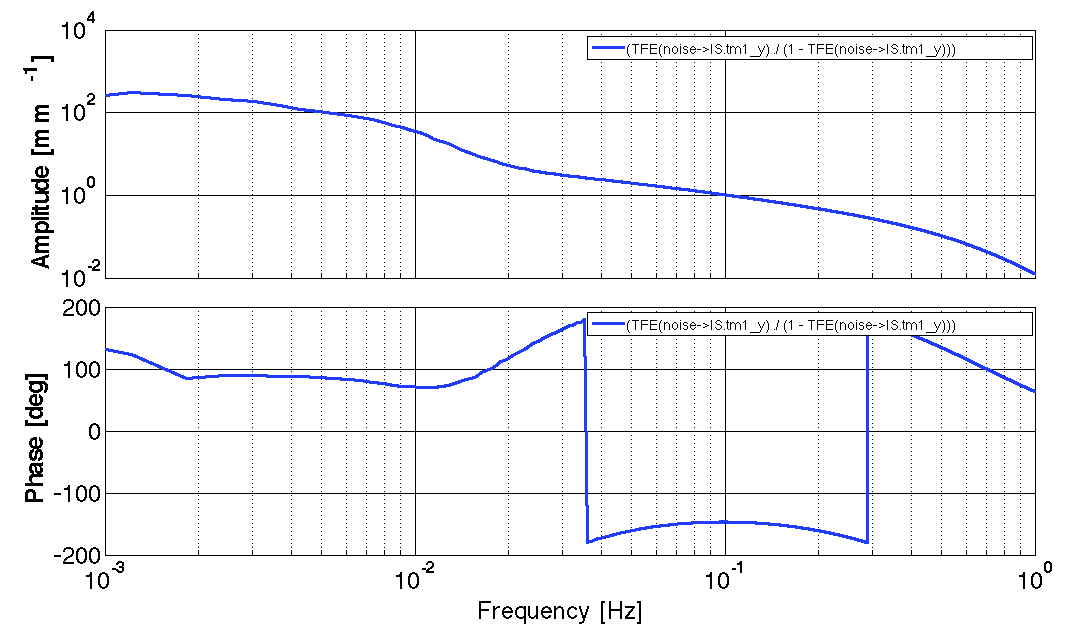 10^4
10^2
10^0
10^-2
Amplitude [m m^-1]
(TFE(noise->IS.tm1_y) ./ (1 - TFE(noise->IS.tm1_y)))
200
100
0
-100
-200
Phase [deg]
(TFE(noise->IS.tm1_y) ./ (1 - TFE(noise->IS.tm1_y)))
10^-3 10^-2 10^-1 10^0
Frequency [Hz]